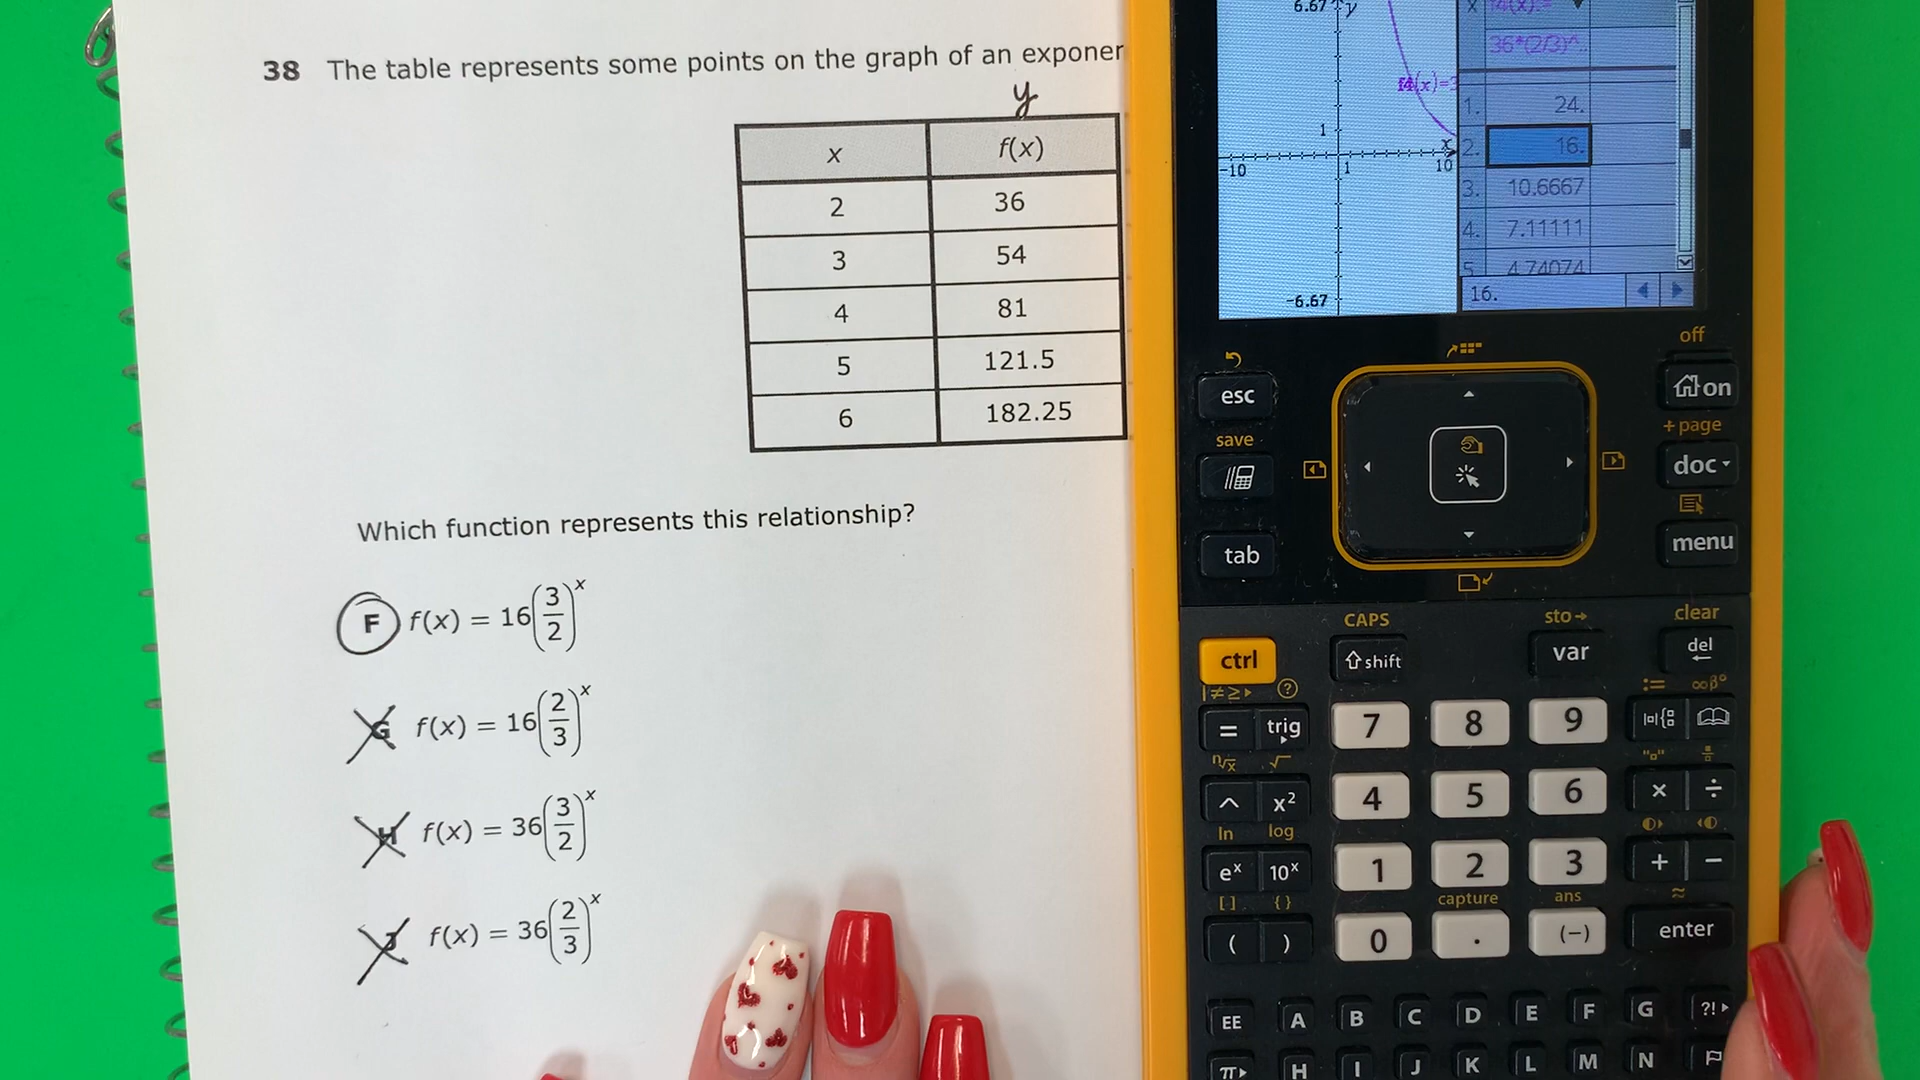 38 The table represents some points on the graph of an exponer
y
x f(x)
2 36
3 54
4 81
5 121.5
6 182.25
Which function represents this relationship?
F f(x) = 16(3/2)^x
G f(x) = 16(2/3)^x
H f(x) = 36(3/2)^x
J f(x) = 36(2/3)^x
6.67 y
f4(x)=3
1
x
-10 1 10
-6.67
x f4(x):= ▼
36*(2/3)^..
1. 24.
2. 16.
3. 10.6667
4. 7.11111
5. 4.74074
16.
off
esc on
save + page
doc
tab menu
CAPS sto→ clear
ctrl shift var del
|≠≥▸ ? := ∞β°
= trig 7 8 9 |□|{
ⁿ√x √ "□"
^ x² 4 5 6 × ÷
ln log
eˣ 10ˣ 1 2 3 + −
[ ] { } capture ans ≈
( ) 0 . (−) enter
EE A B C D E F G ?!▸
π▸ H I J K L M N